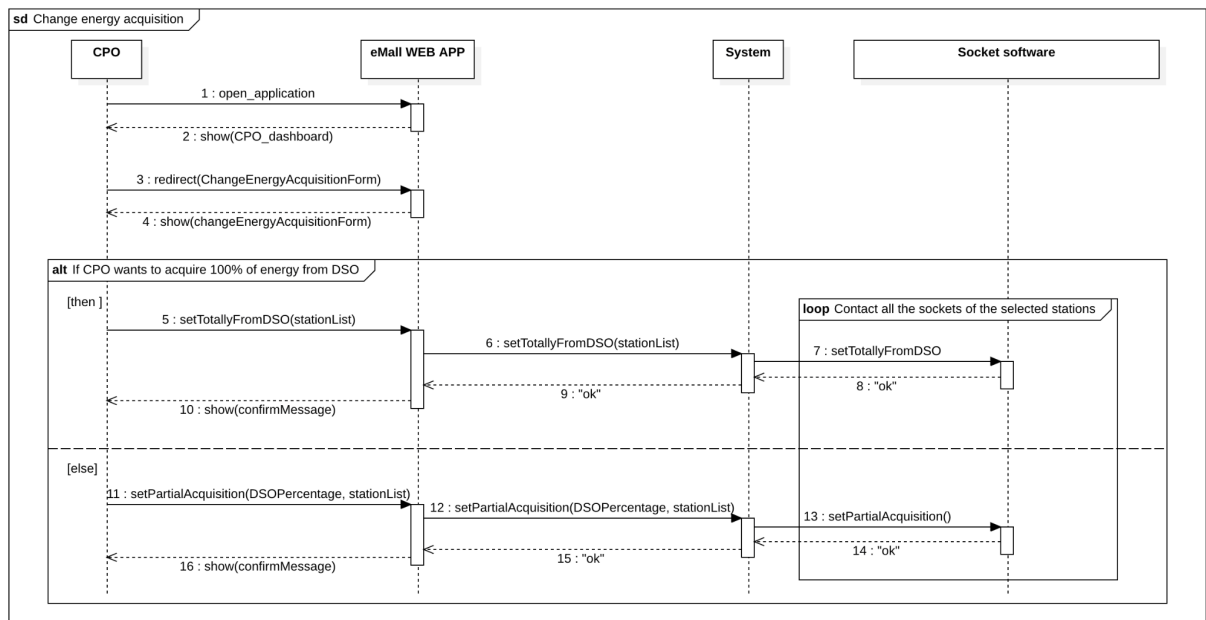 sd Change energy acquisition
CPO
eMall WEB APP
System
Socket software
1 : open_application
2 : show(CPO_dashboard)
3 : redirect(ChangeEnergyAcquisitionForm)
4 : show(changeEnergyAcquisitionForm)
alt If CPO wants to acquire 100% of energy from DSO
[then ]
loop Contact all the sockets of the selected stations
5 : setTotallyFromDSO(stationList)
6 : setTotallyFromDSO(stationList)
7 : setTotallyFromDSO
8 : "ok"
9 : "ok"
10 : show(confirmMessage)
[else]
11 : setPartialAcquisition(DSOPercentage, stationList)
12 : setPartialAcquisition(DSOPercentage, stationList)
13 : setPartialAcquisition()
14 : "ok"
15 : "ok"
16 : show(confirmMessage)